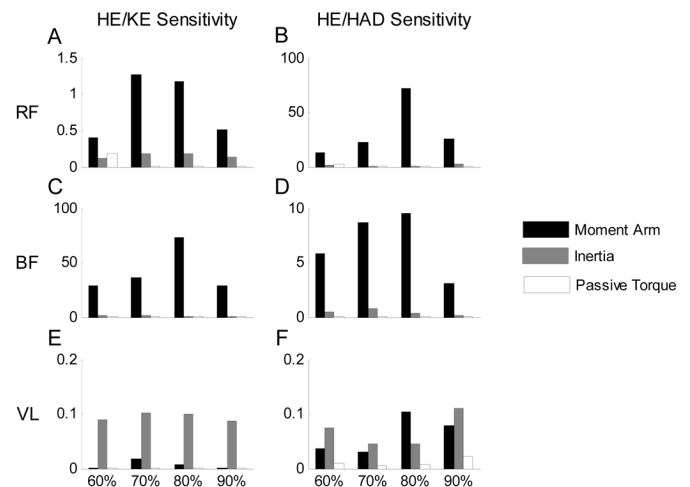 HE/KE Sensitivity HE/HAD Sensitivity
A B
RF
1.5
1
0.5
0
100
50
0
C D
BF
100
50
0
10
5
0
Moment Arm
Inertia
Passive Torque
E F
VL
0.2
0.1
0
0.2
0.1
0
60% 70% 80% 90% 60% 70% 80% 90%